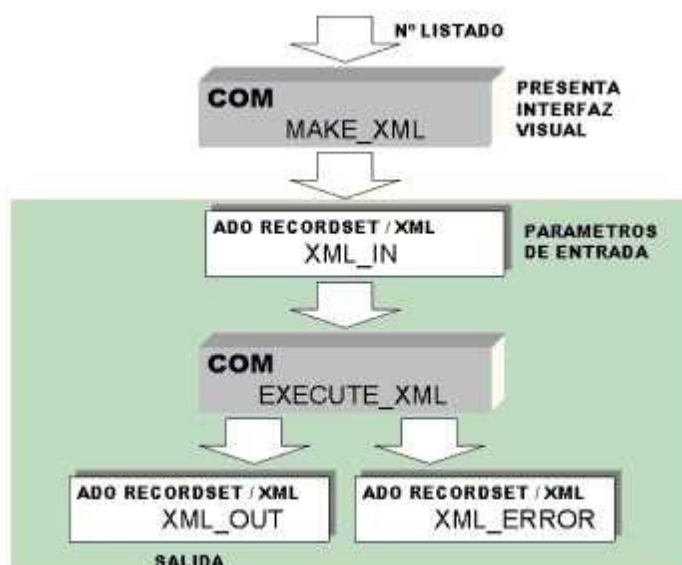 Nº LISTADO
COM
MAKE_XML
PRESENTA
INTERFAZ
VISUAL
ADO RECORDSET / XML
XML_IN
PARAMETROS
DE ENTRADA
COM
EXECUTE_XML
ADO RECORDSET / XML
XML_OUT
ADO RECORDSET / XML
XML_ERROR
SALIDA